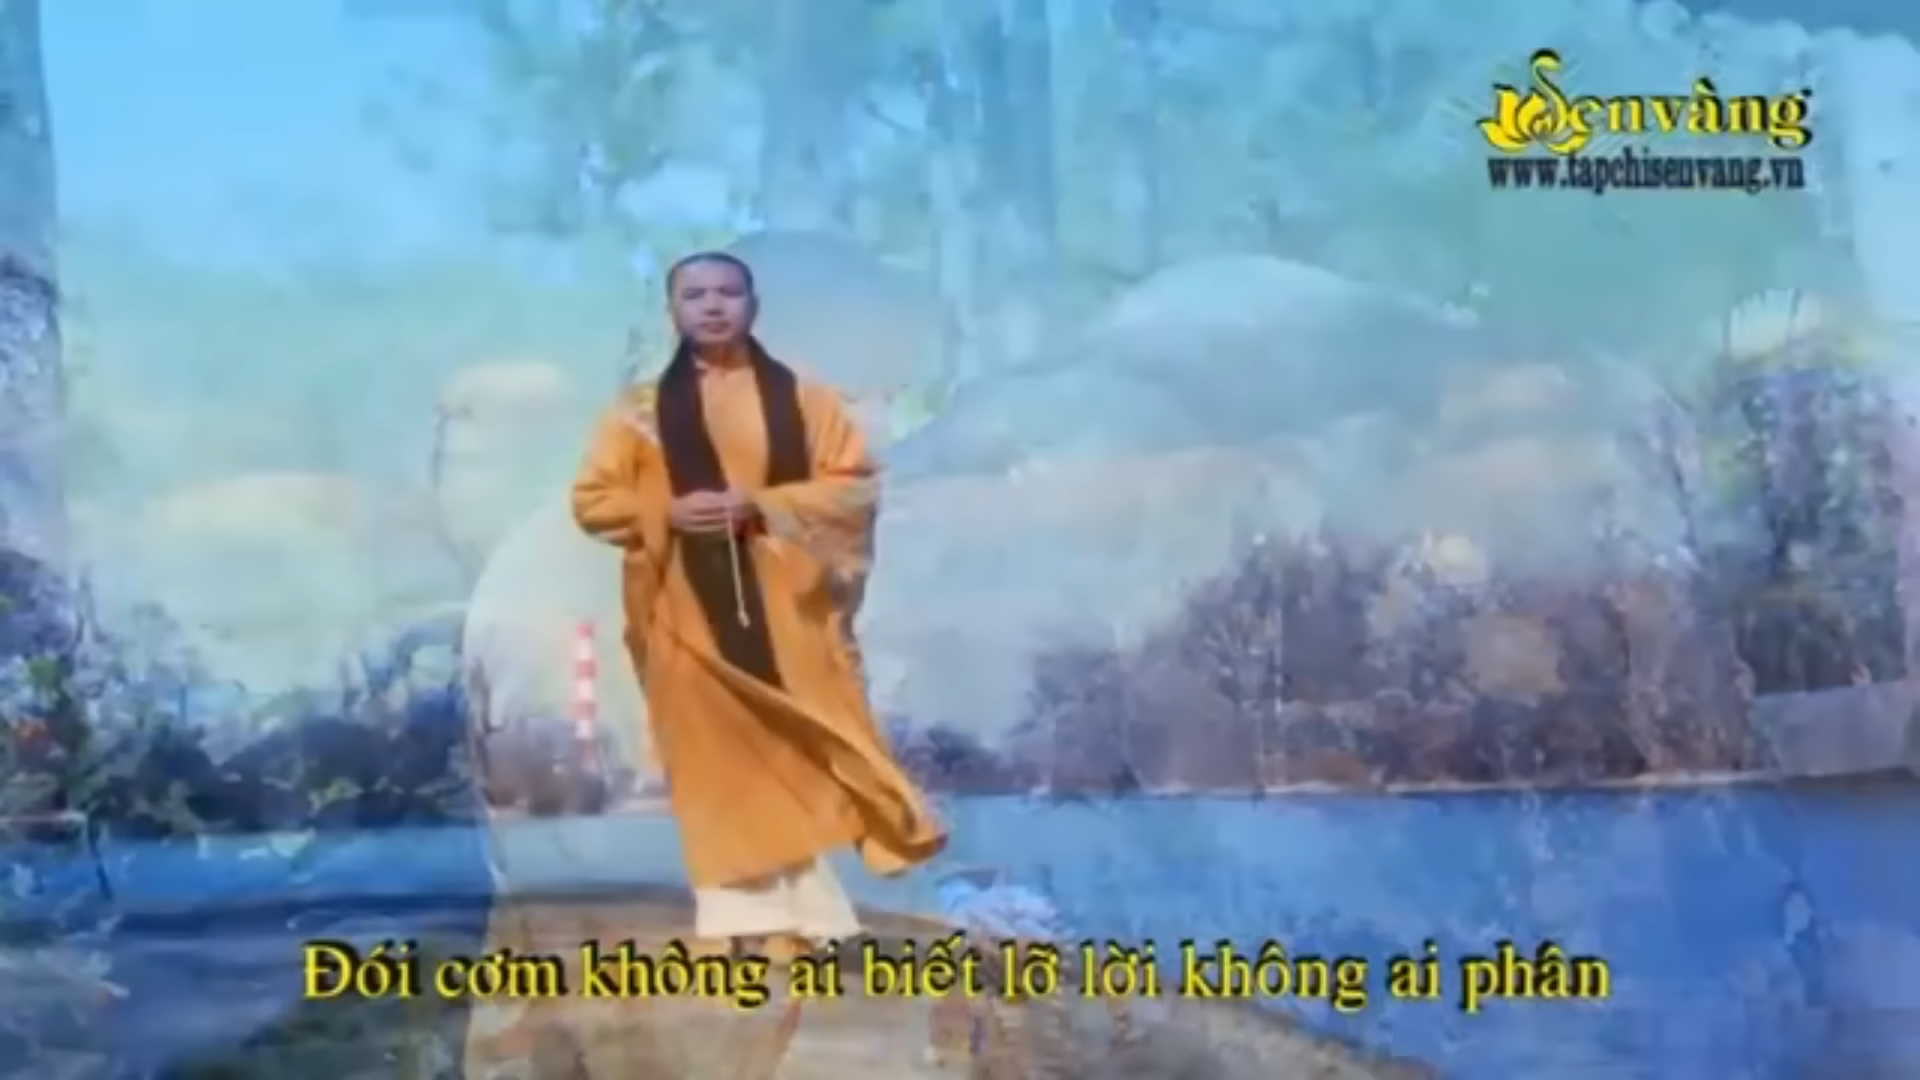 Senvàng
www.tapchisenvang.vn
Đói cơm không ai biết lỡ lời không ai phân